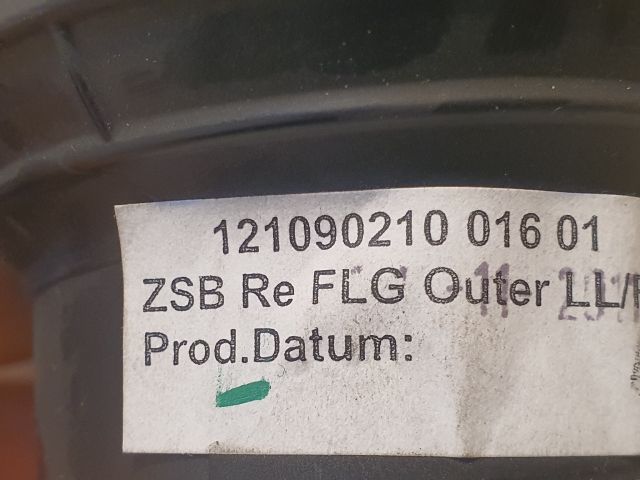 121090210 016 01
ZSB Re FLG Outer LL/
Prod.Datum: